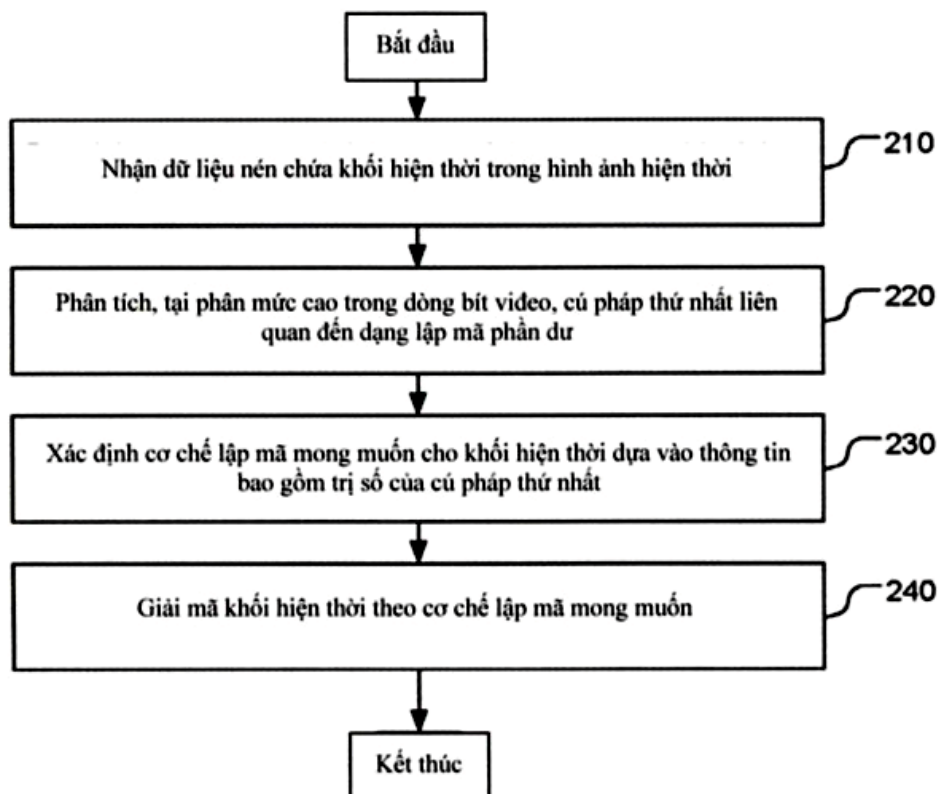 Bắt đầu
Nhận dữ liệu nén chứa khối hiện thời trong hình ảnh hiện thời
210
Phân tích, tại phân mức cao trong dòng bít video, cú pháp thứ nhất liên
quan đến dạng lập mã phần dư
220
Xác định cơ chế lập mã mong muốn cho khối hiện thời dựa vào thông tin
bao gồm trị số của cú pháp thứ nhất
230
Giải mã khối hiện thời theo cơ chế lập mã mong muốn
240
Kết thúc